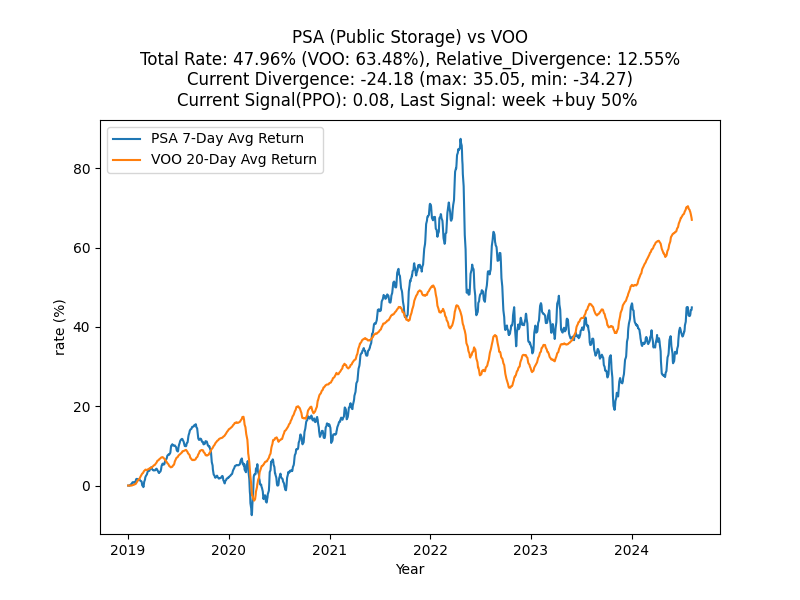 PSA (Public Storage) vs VOO
Total Rate: 47.96% (VOO: 63.48%), Relative_Divergence: 12.55%
Current Divergence: -24.18 (max: 35.05, min: -34.27)
Current Signal(PPO): 0.08, Last Signal: week +buy 50%
PSA 7-Day Avg Return
VOO 20-Day Avg Return
80
60
40
20
0
rate (%)
2019 2020 2021 2022 2023 2024
Year